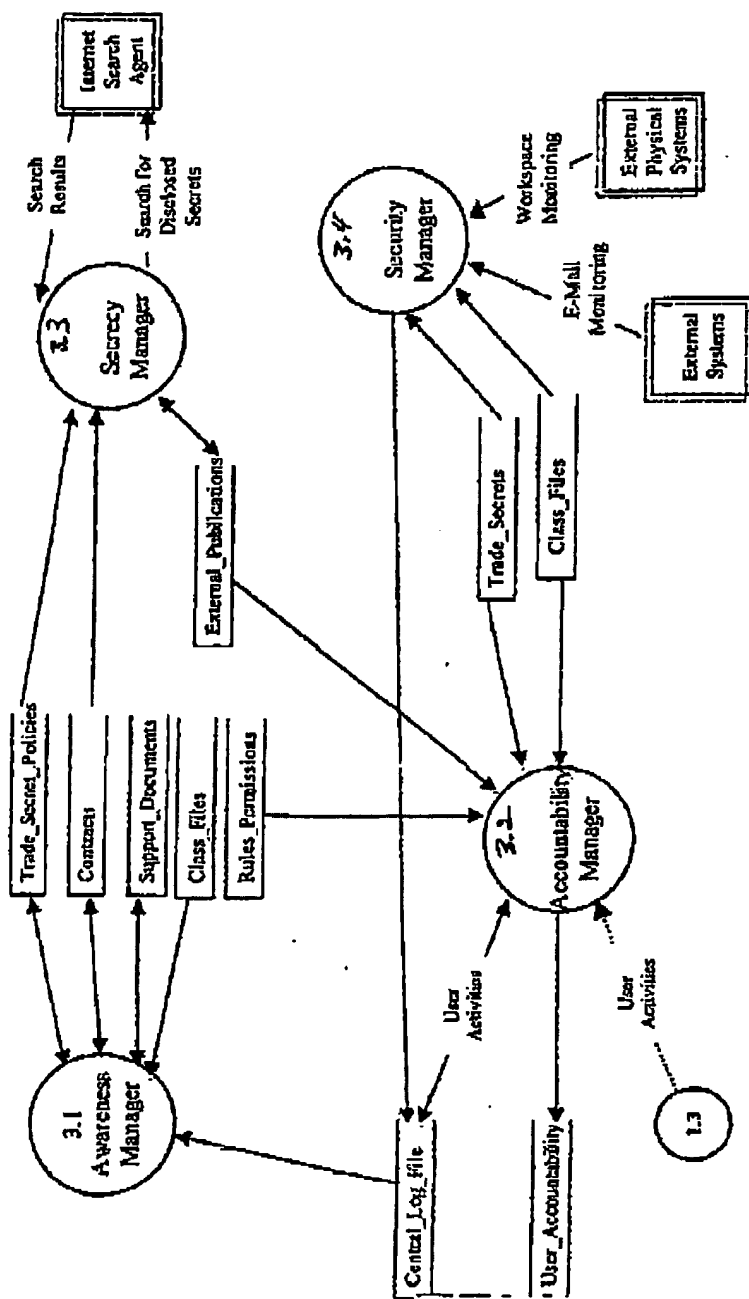 Internet
Search
Agent
Search
Results
Search For
Disclosed
Secrets
3.3
Secrecy
Manager
Trade_Secret_Policies
Contracts
Support_Documents
Class_Files
Rules_Permissions
External_Publications
3.1
Awareness
Manager
3.4
Security
Manager
Workspace
Monitoring
External
Physical
Systems
E-Mail
Monitoring
External
Systems
Trade_Secrets
Class_Files
3.2
Accountability
Manager
User
Activities
User
Activities
Central_Log_File
User_Accountability
1.3